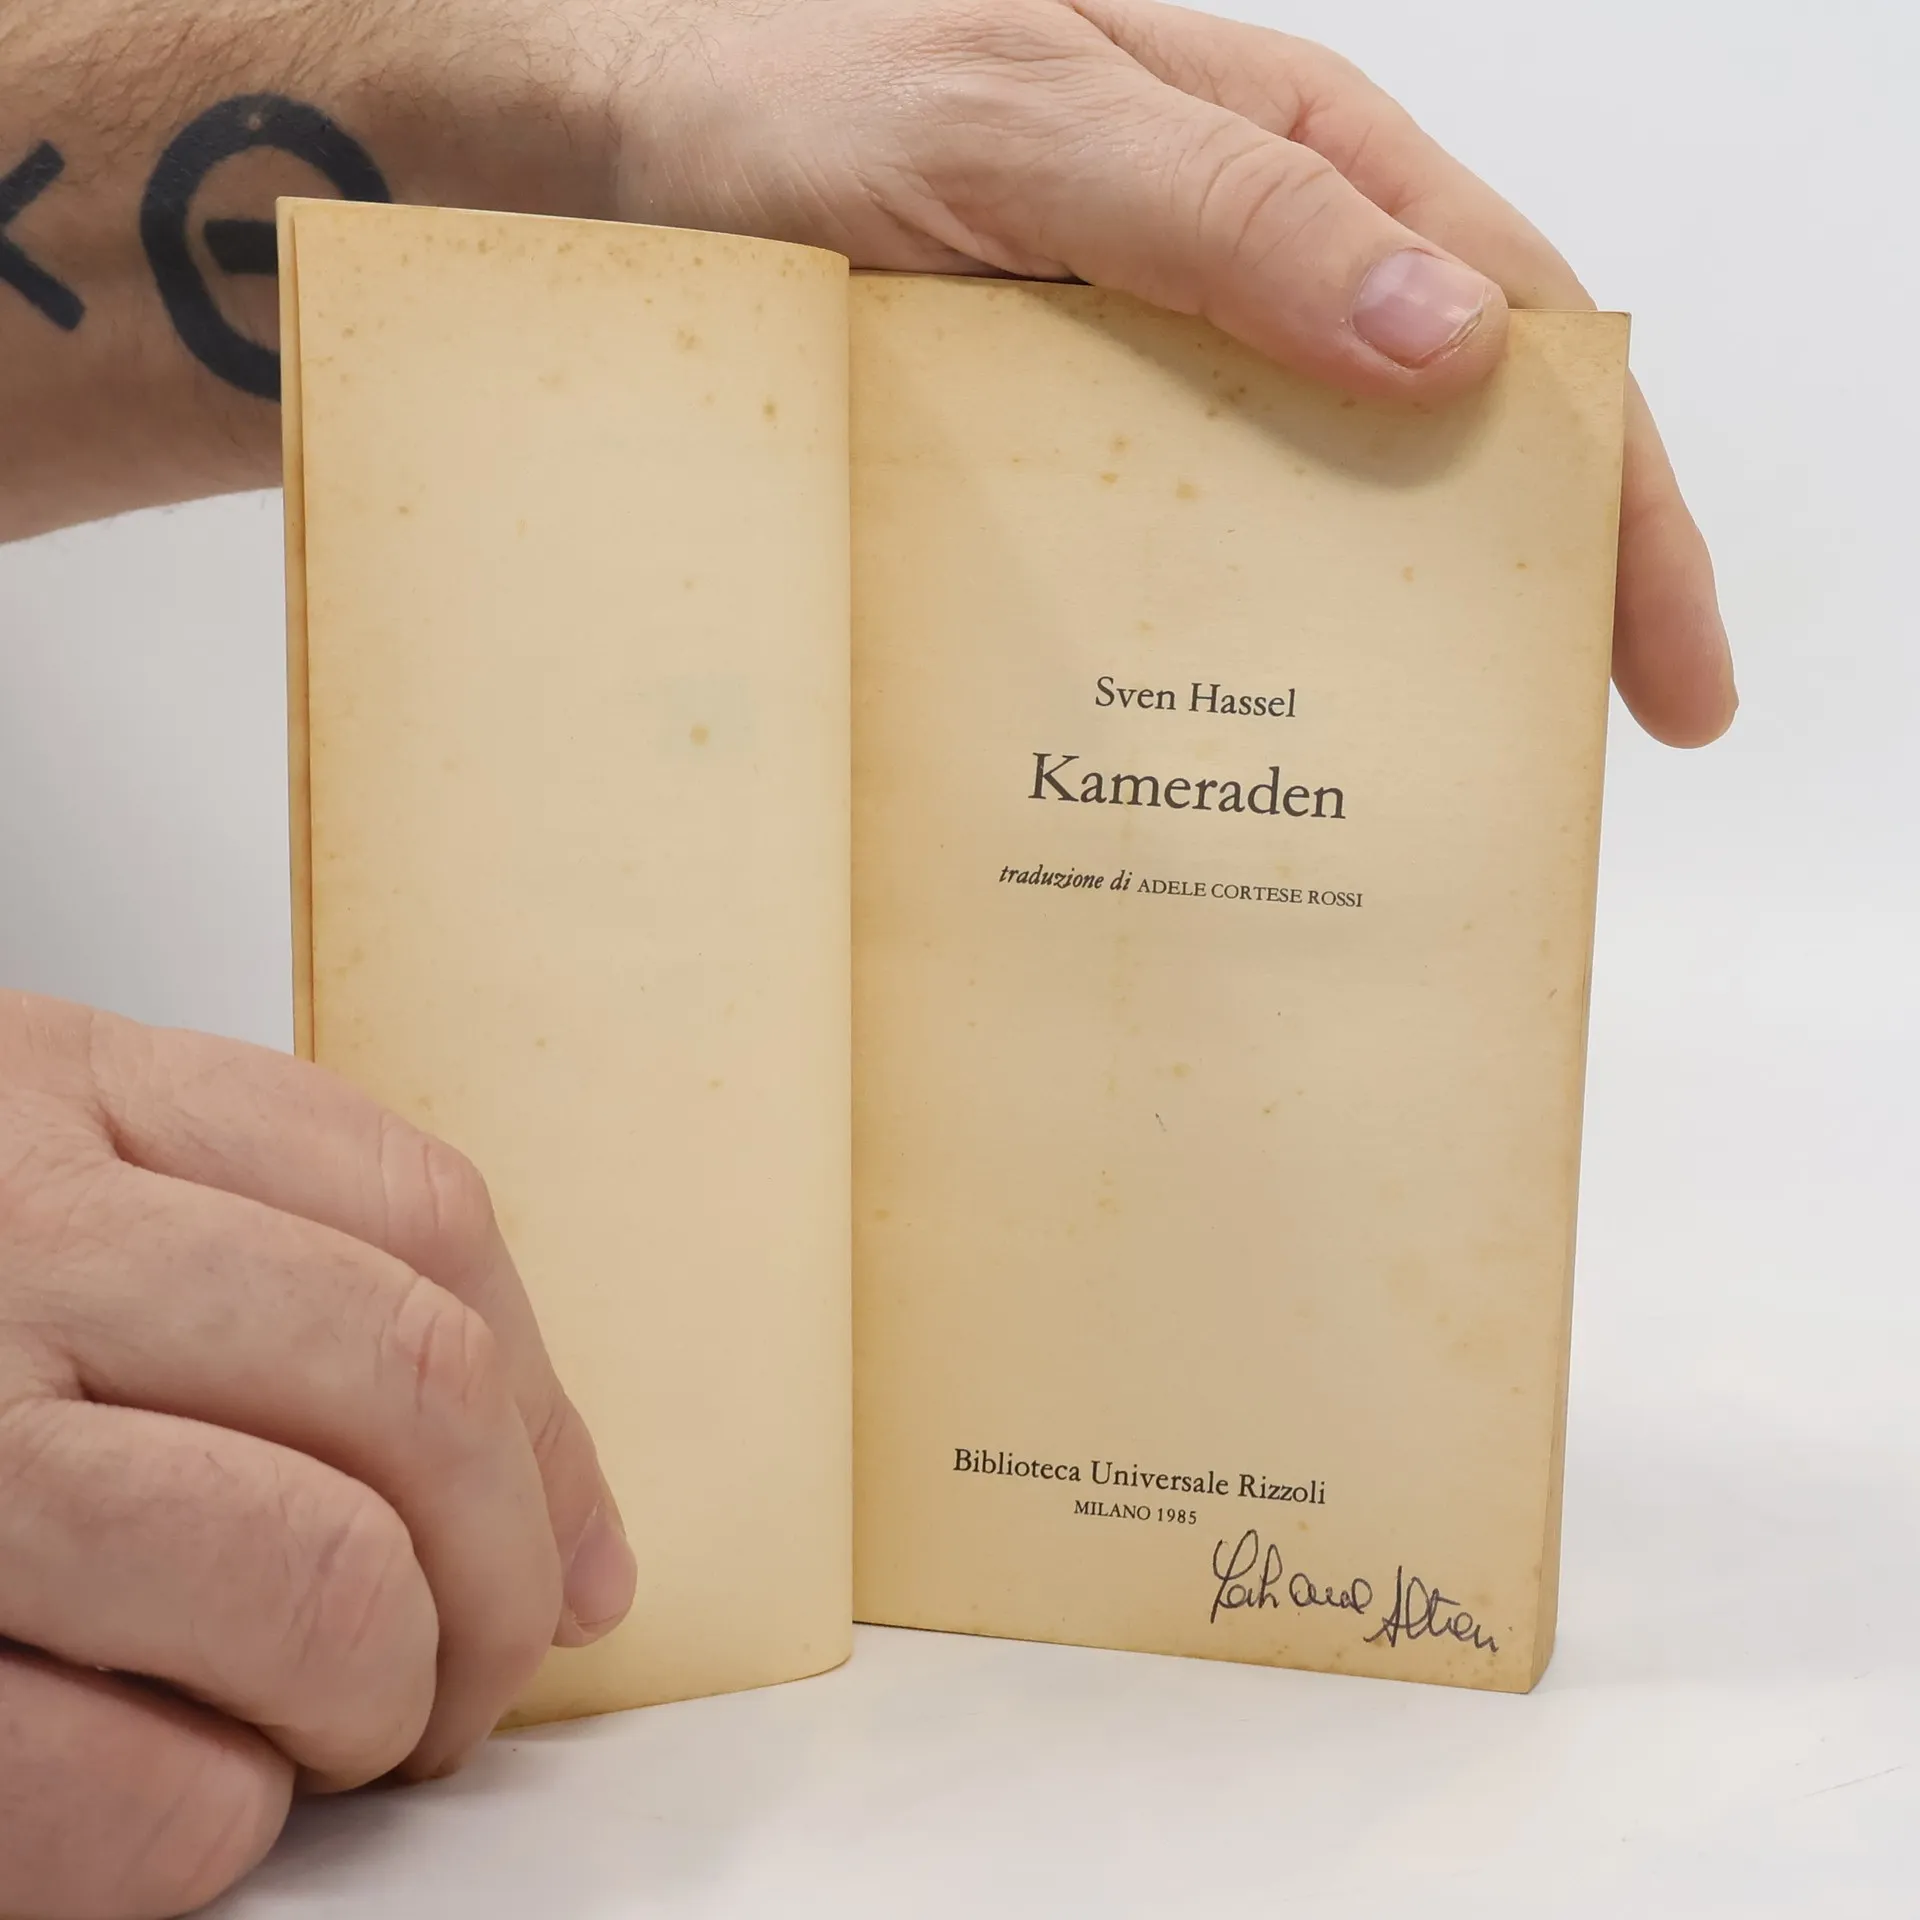 Sven Hassel
Kameraden
traduzione di ADELE CORTESE ROSSI
Biblioteca Universale Rizzoli
MILANO 1985